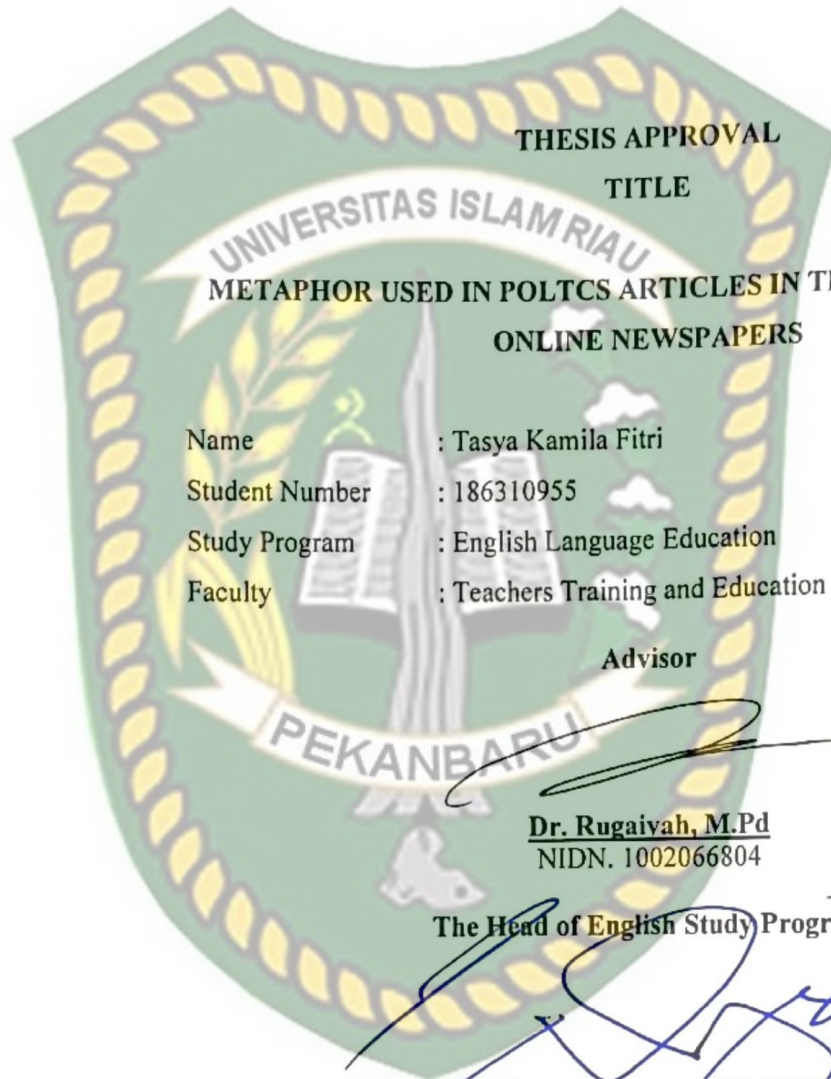 THESIS APPROVAL
TITLE
UNIVERSITAS ISLAM RIAU
METAPHOR USED IN POLTCS ARTICLES IN
ONLINE NEWSPAPERS
Name : Tasya Kamila Fitri
Student Number : 186310955
Study Program : English Language Education
Faculty : Teachers Training and Education
Advisor
PEKANBARU
Dr. Rugaiyah, M.Pd
NIDN. 1002066804
The Head of English Study